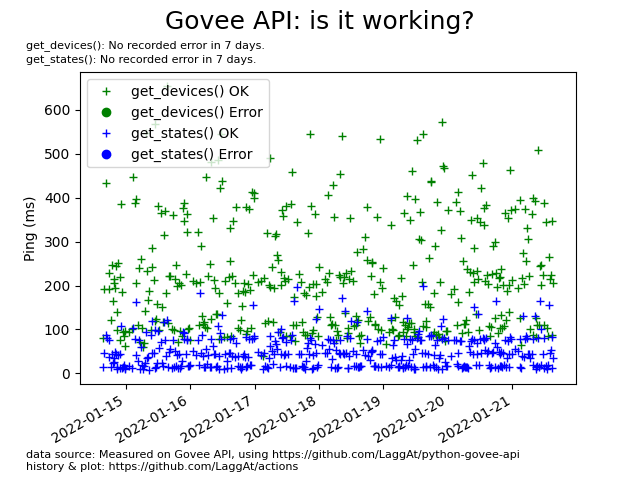 Govee API: is it working?
get_devices(): No recorded error in 7 days.
get_states(): No recorded error in 7 days.
get_devices() OK
get_devices() Error
get_states() OK
get_states() Error
Ping (ms)
600
500
400
300
200
100
0
2022-01-15
2022-01-16
2022-01-17
2022-01-18
2022-01-19
2022-01-20
2022-01-21
data source: Measured on Govee API, using https://github.com/LaggAt/python-govee-api
history & plot: https://github.com/LaggAt/actions